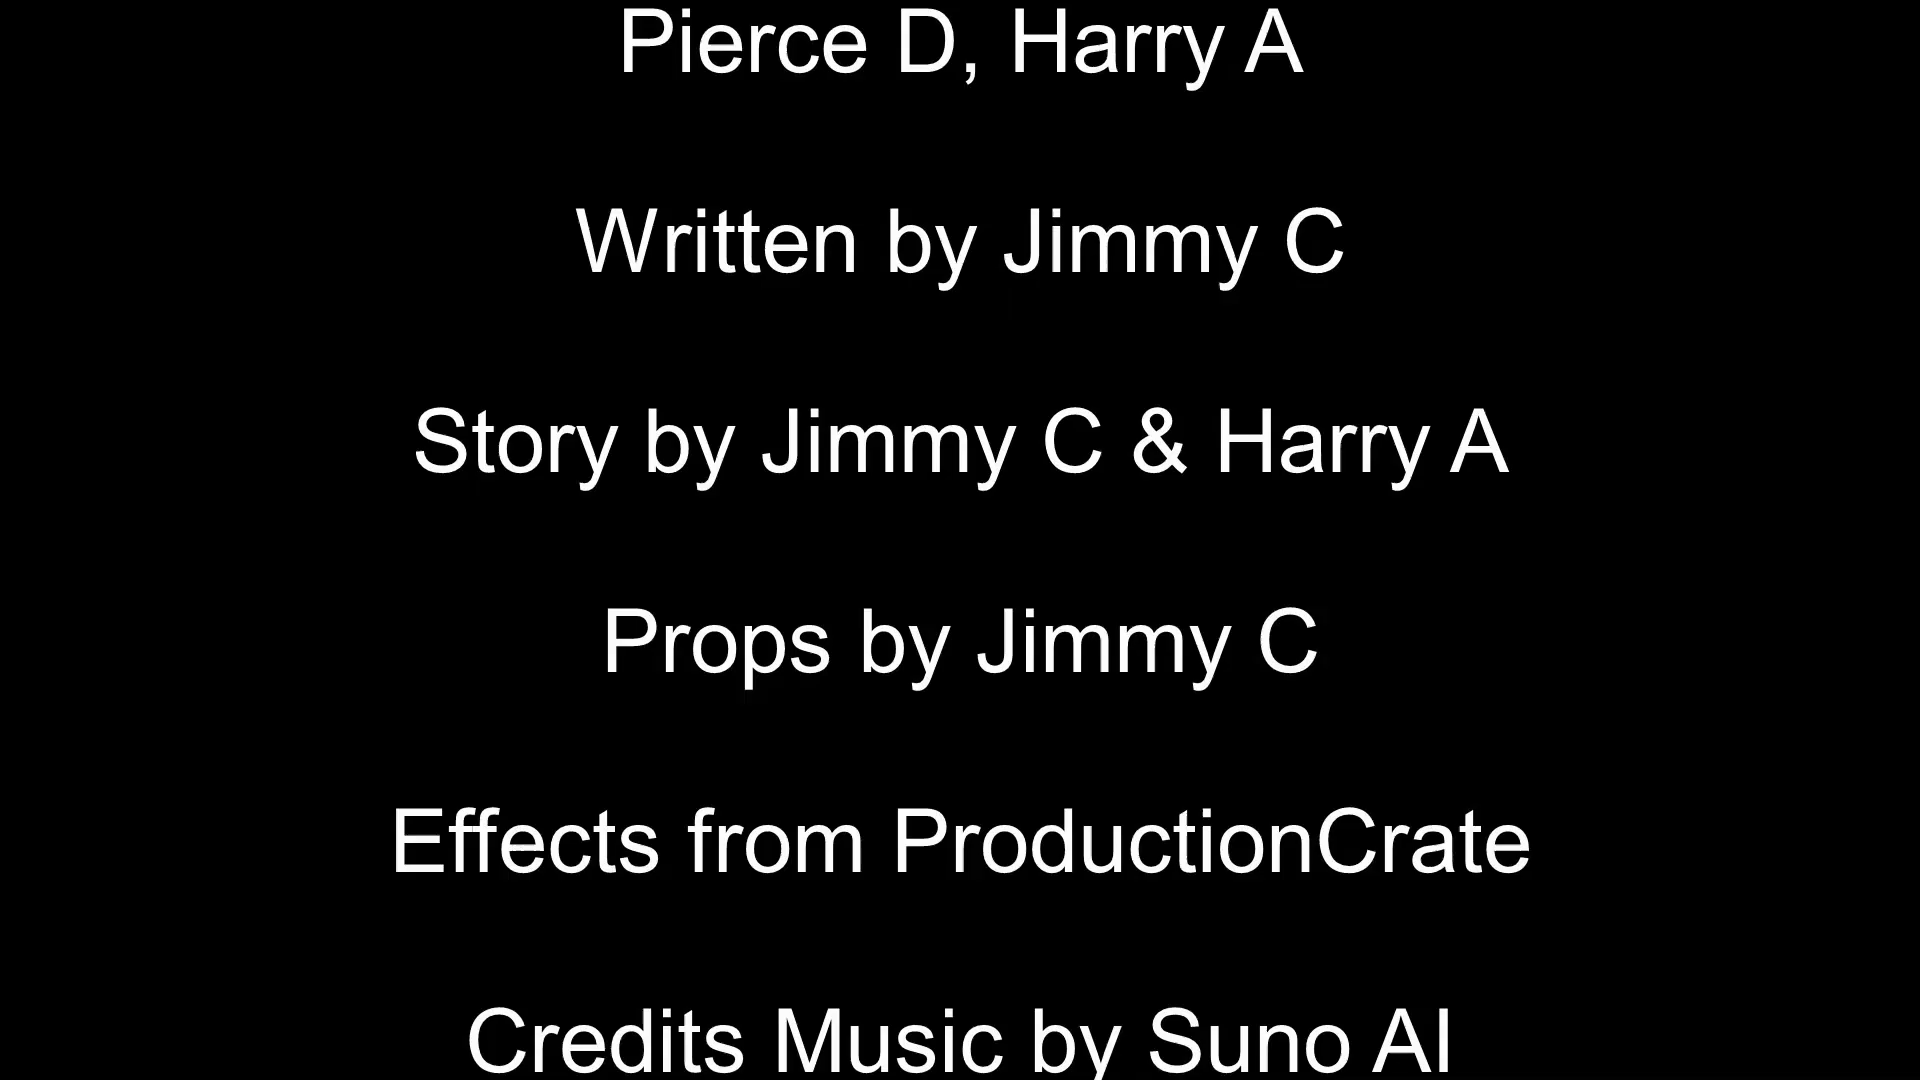 Pierce D, Harry A
Written by Jimmy C
Story by Jimmy C & Harry A
Props by Jimmy C
Effects from ProductionCrate
Credits Music by Suno AI